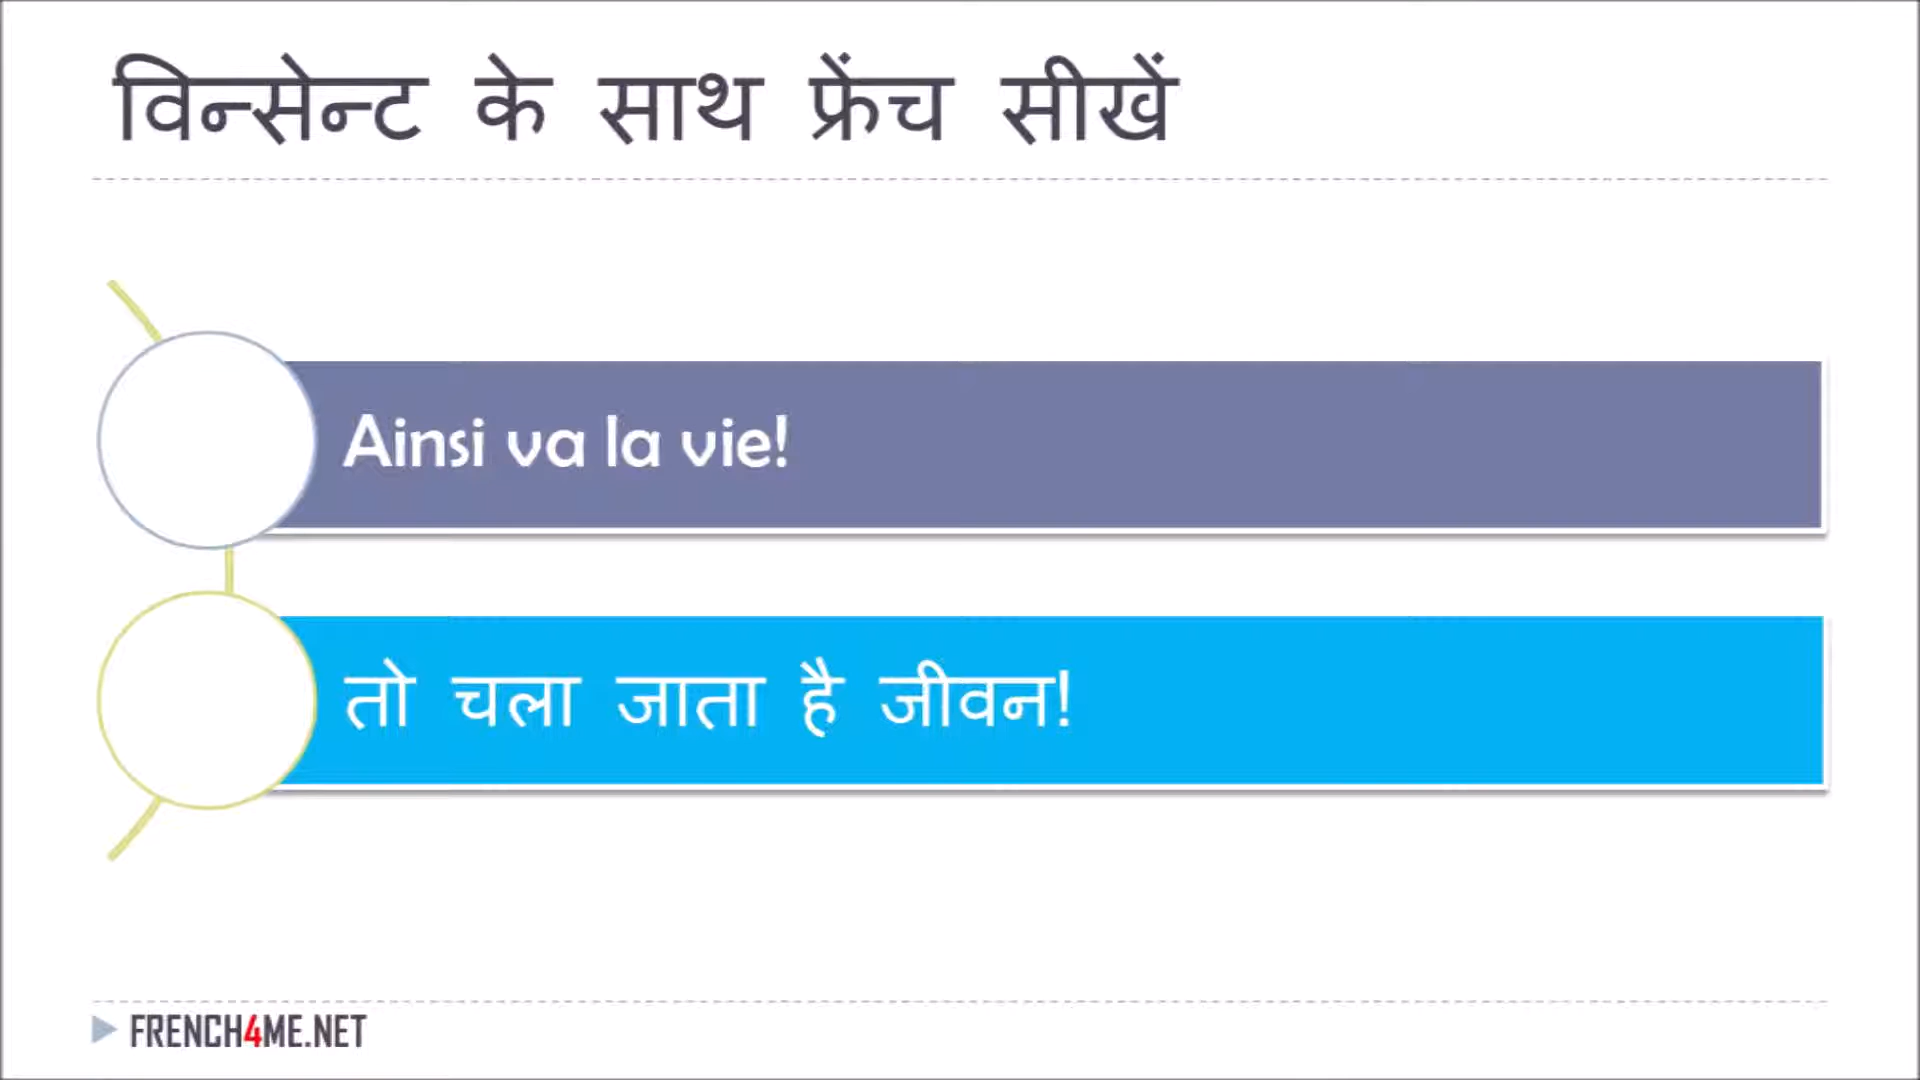 विन्सेन्ट के साथ फ्रेंच सीखें
Ainsi va la vie!
तो चला जाता है जीवन!
FRENCH4ME.NET